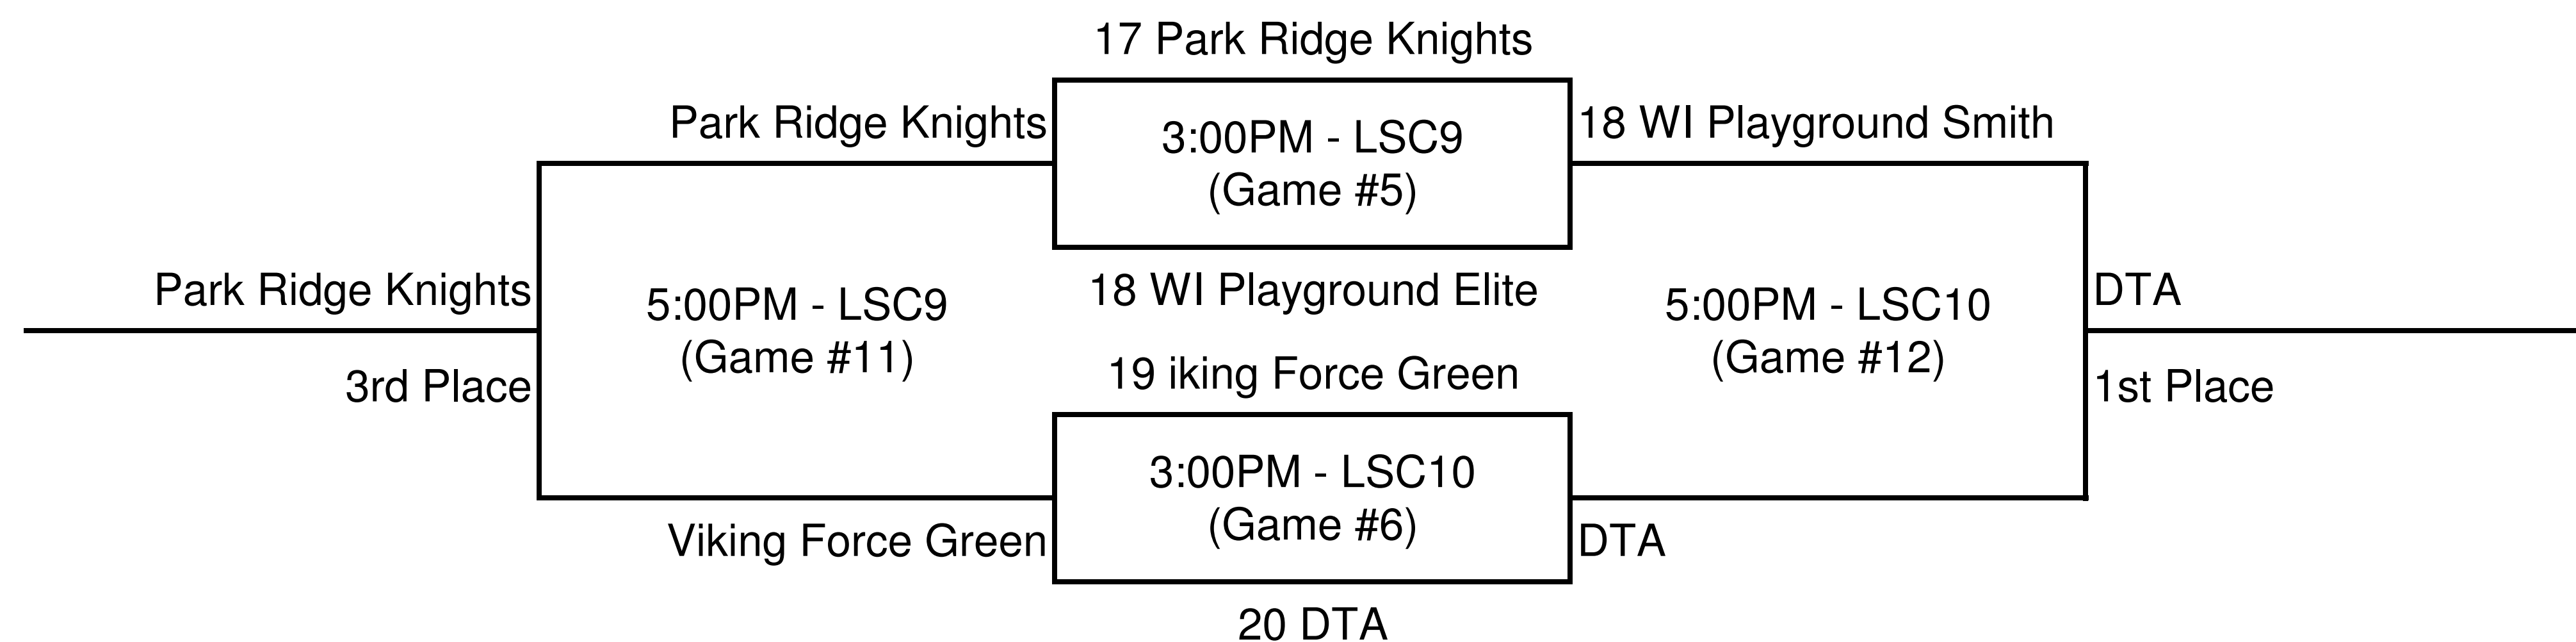 17 Park Ridge Knights
Park Ridge Knights
3:00PM - LSC9
(Game #5)
18 WI Playground Smith
Park Ridge Knights
3rd Place
5:00PM - LSC9
(Game #11)
18 WI Playground Elite
19 iking Force Green
5:00PM - LSC10
(Game #12)
DTA
1st Place
Viking Force Green
3:00PM - LSC10
(Game #6)
DTA
20 DTA